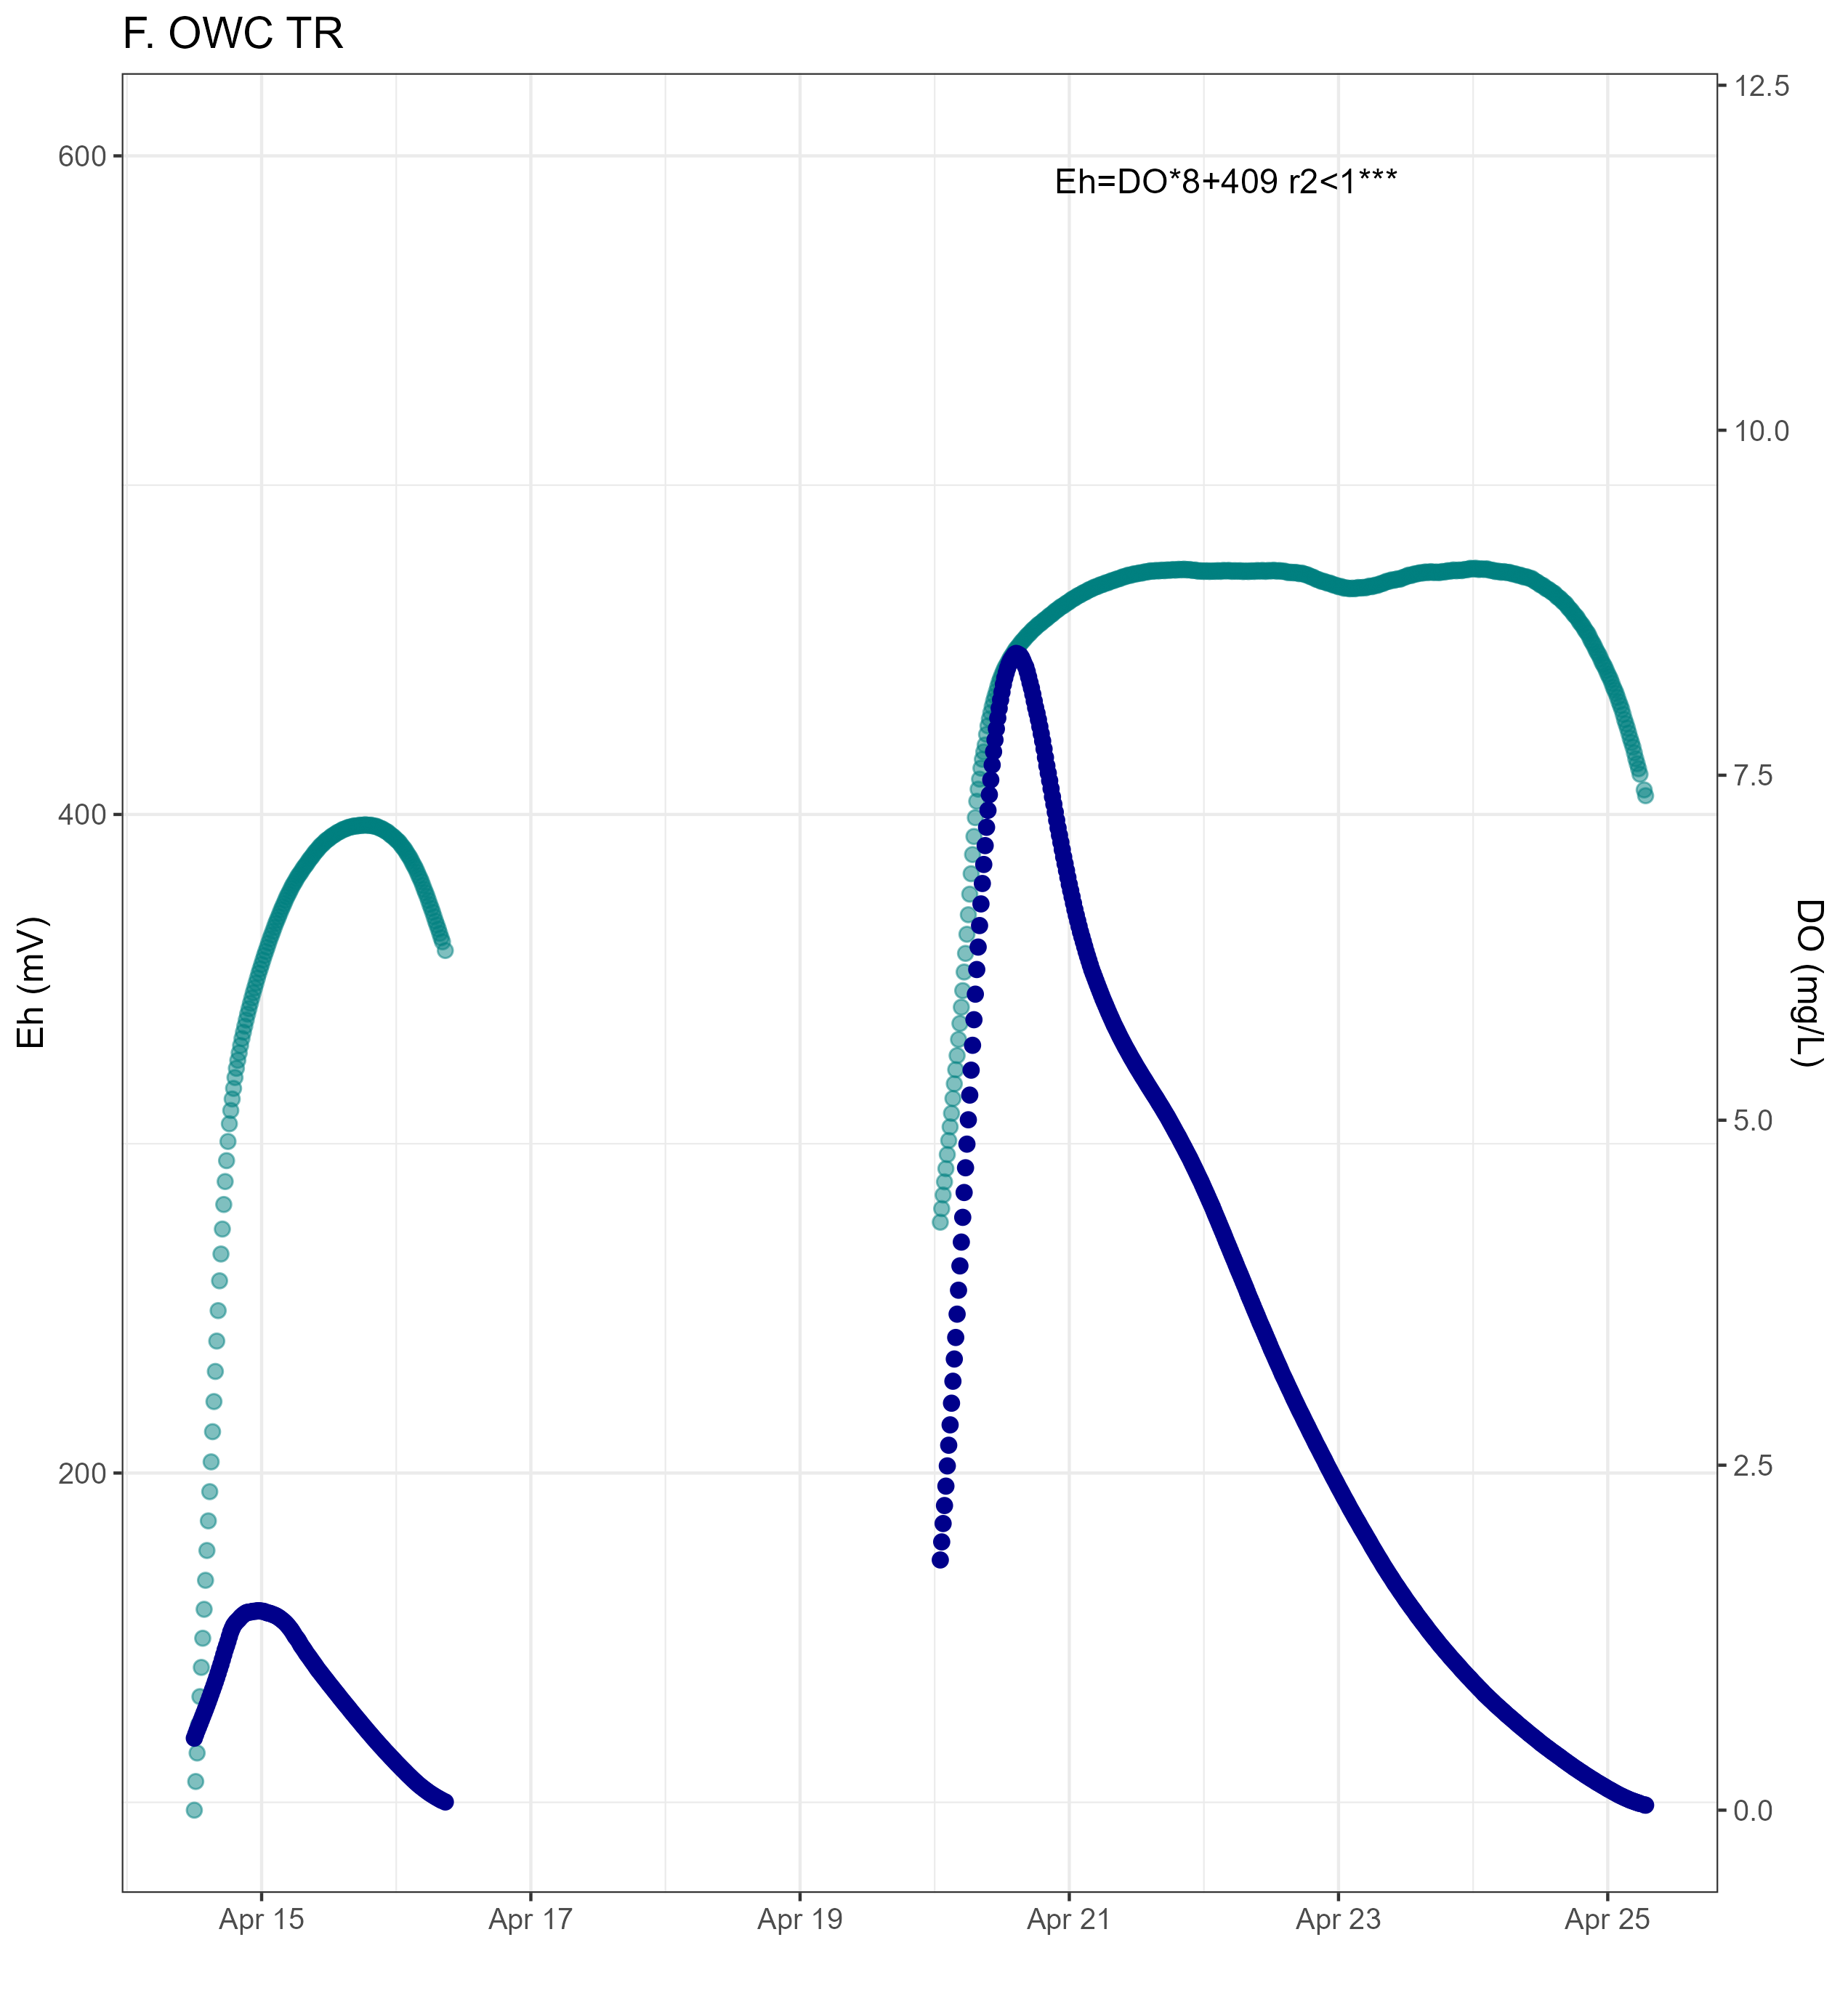 F. OWC TR
Eh=DO*8+409 r2<1***
Eh (mV)
600
400
200
DO (mg/L)
12.5
10.0
7.5
5.0
2.5
0.0
Apr 15
Apr 17
Apr 19
Apr 21
Apr 23
Apr 25